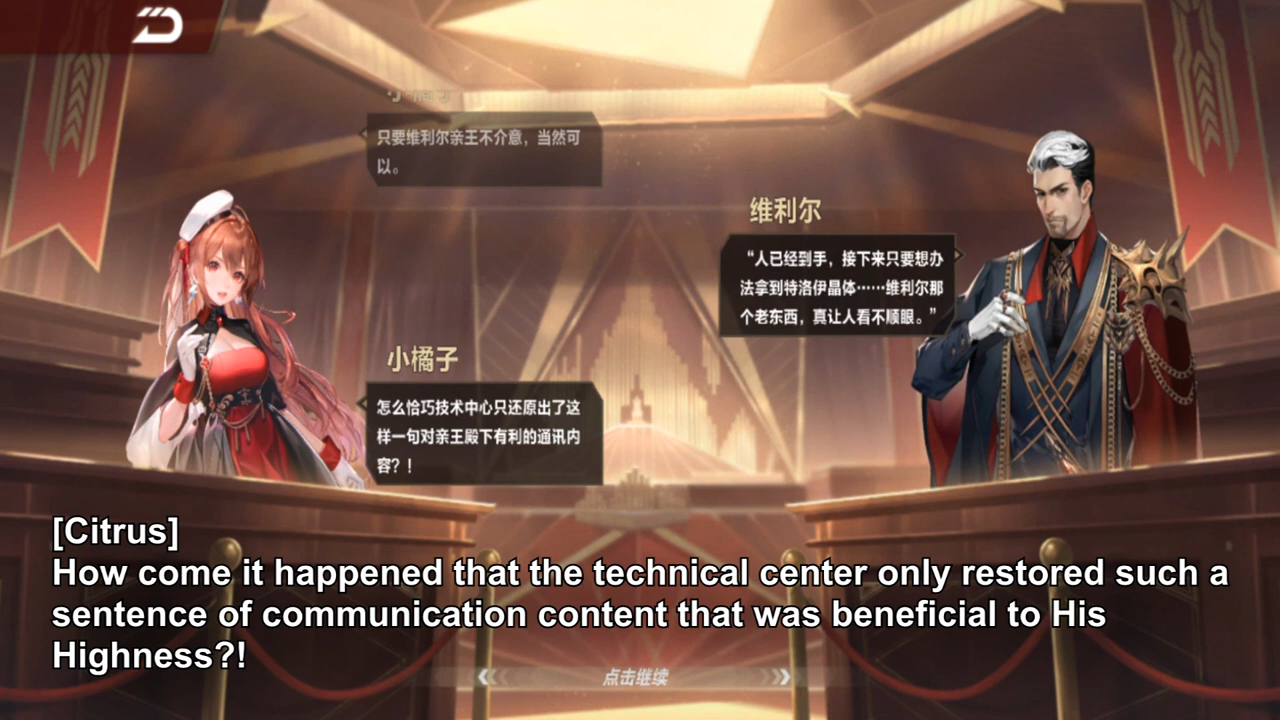 只要维利尔亲王不介意，当然可
以。
维利尔
“人已经到手，接下来只要想办
法拿到特洛伊晶体……维利尔那
个老东西，真让人看不顺眼。”
小橘子
怎么恰巧技术中心只还原出了这
样一句对亲王殿下有利的通讯内
容？！
[Citrus]
How come it happened that the technical center only restored such a
sentence of communication content that was beneficial to His
Highness?!
点击继续